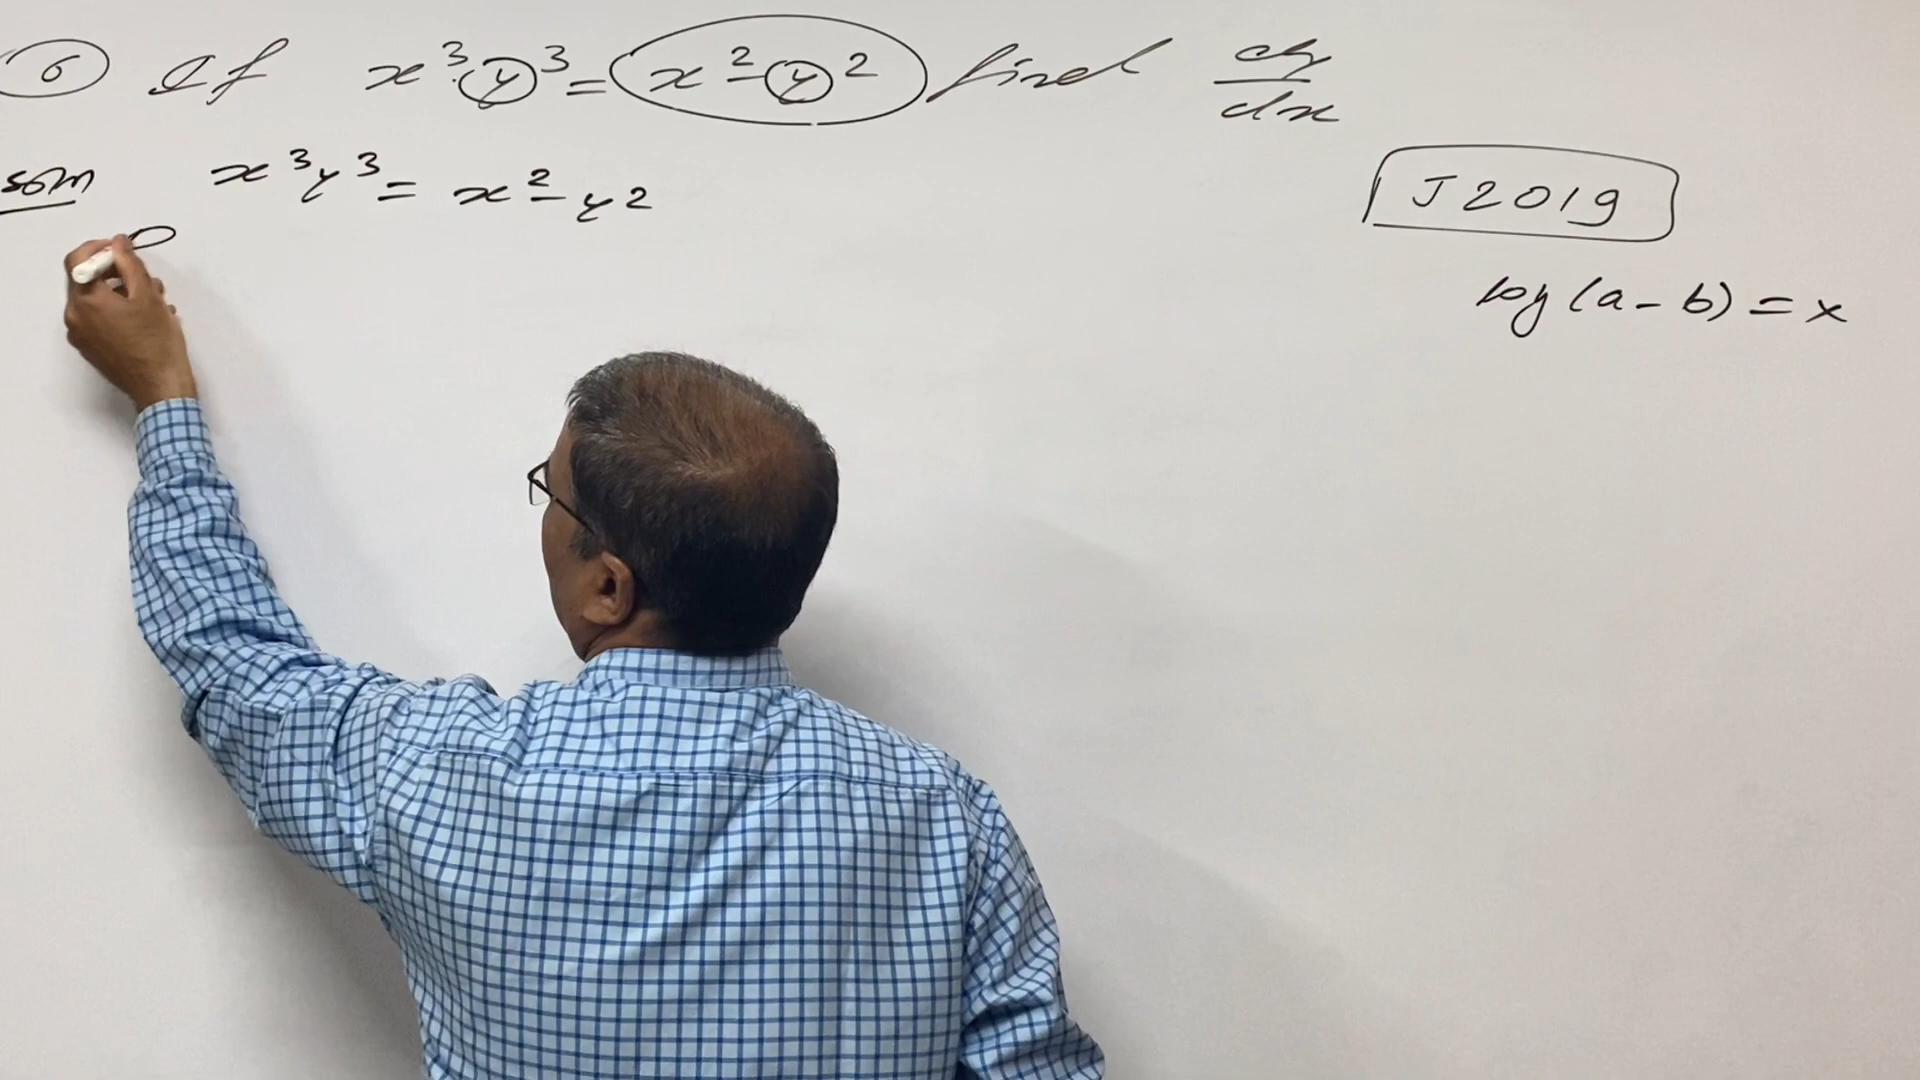 6 If x³y³ = x² - y² find dy/dx
Soln x³y³ = x² - y²
D
J 2019
log (a - b) = x